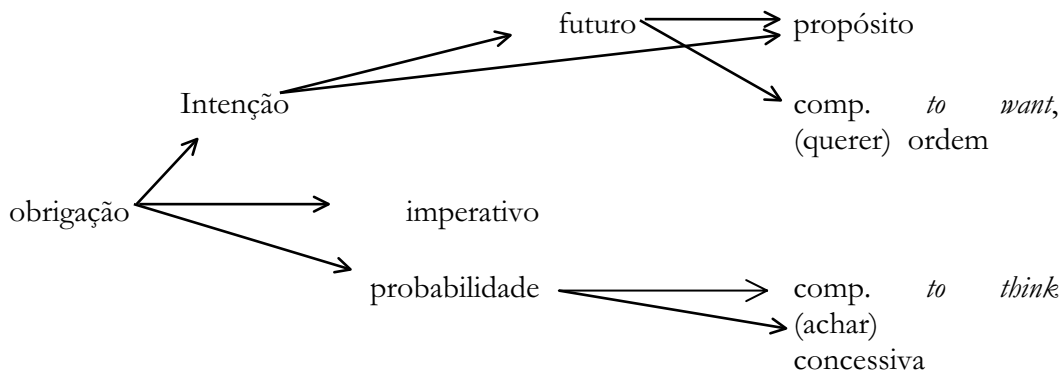 futuro propósito
Intenção
comp. to want,
(querer) ordem
obrigação imperativo
probabilidade comp. to think
(achar)
concessiva